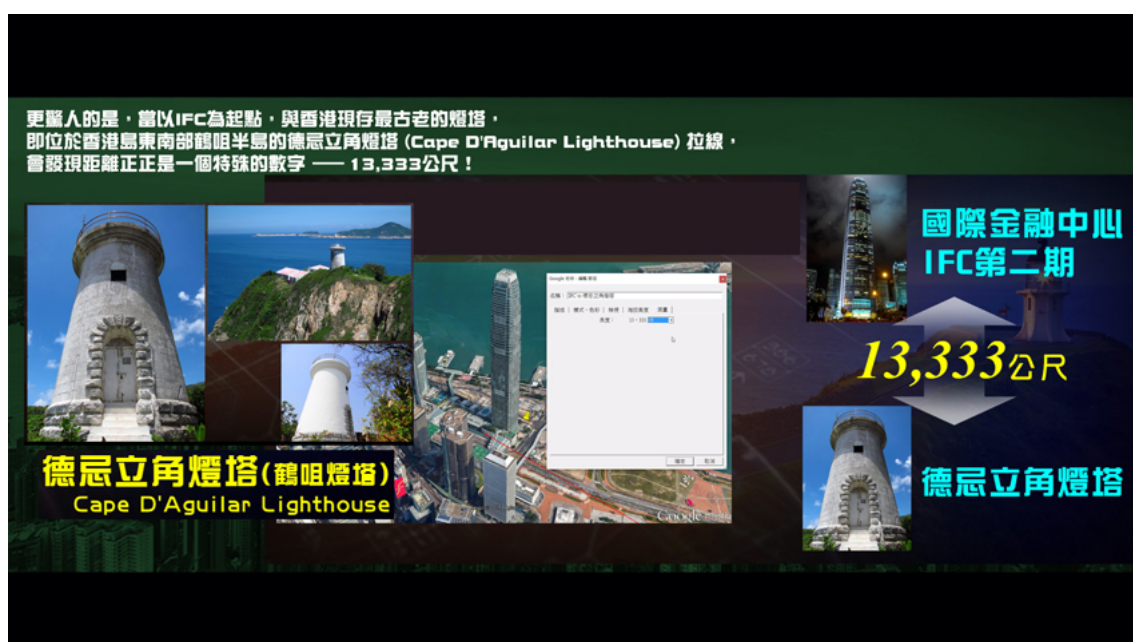 更驚人的是，當以IFC為起點，與香港現存最古老的燈塔，
即位於香港島東南部鶴咀半島的德忌立角燈塔 (Cape D'Aguilar Lighthouse) 拉線，
會發現距離正正是一個特殊的數字 —— 13,333公尺！
國際金融中心
IFC第二期
13,333公尺
德忌立角燈塔
德忌立角燈塔(鶴咀燈塔)
Cape D'Aguilar Lighthouse
Google